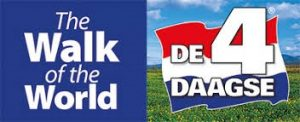 The
Walk
of the
World
DE 4®
DAAGSE